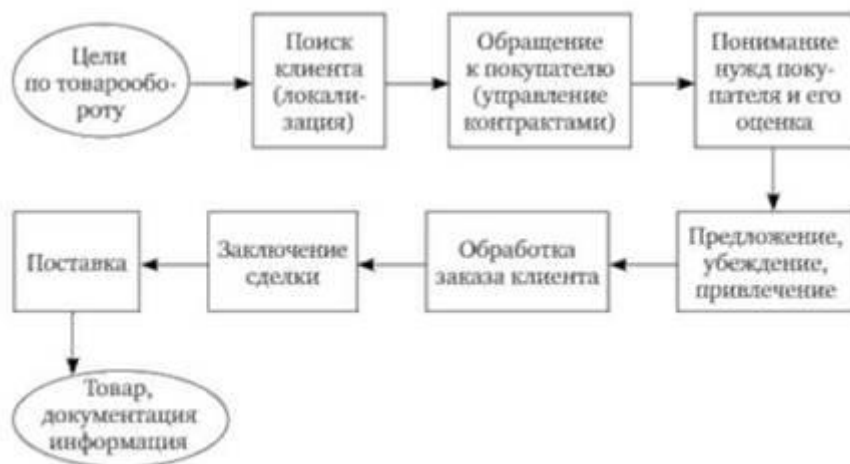 Цели
по товарообо-
роту
Поиск
клиента
(локали-
зация)
Обращение
к покупателю
(управление
контрактами)
Понимание
нужд поку-
пателя и его
оценка
Предложение,
убеждение,
привлечение
Обработка
заказа клиента
Заключение
сделки
Поставка
Товар,
документация
информация